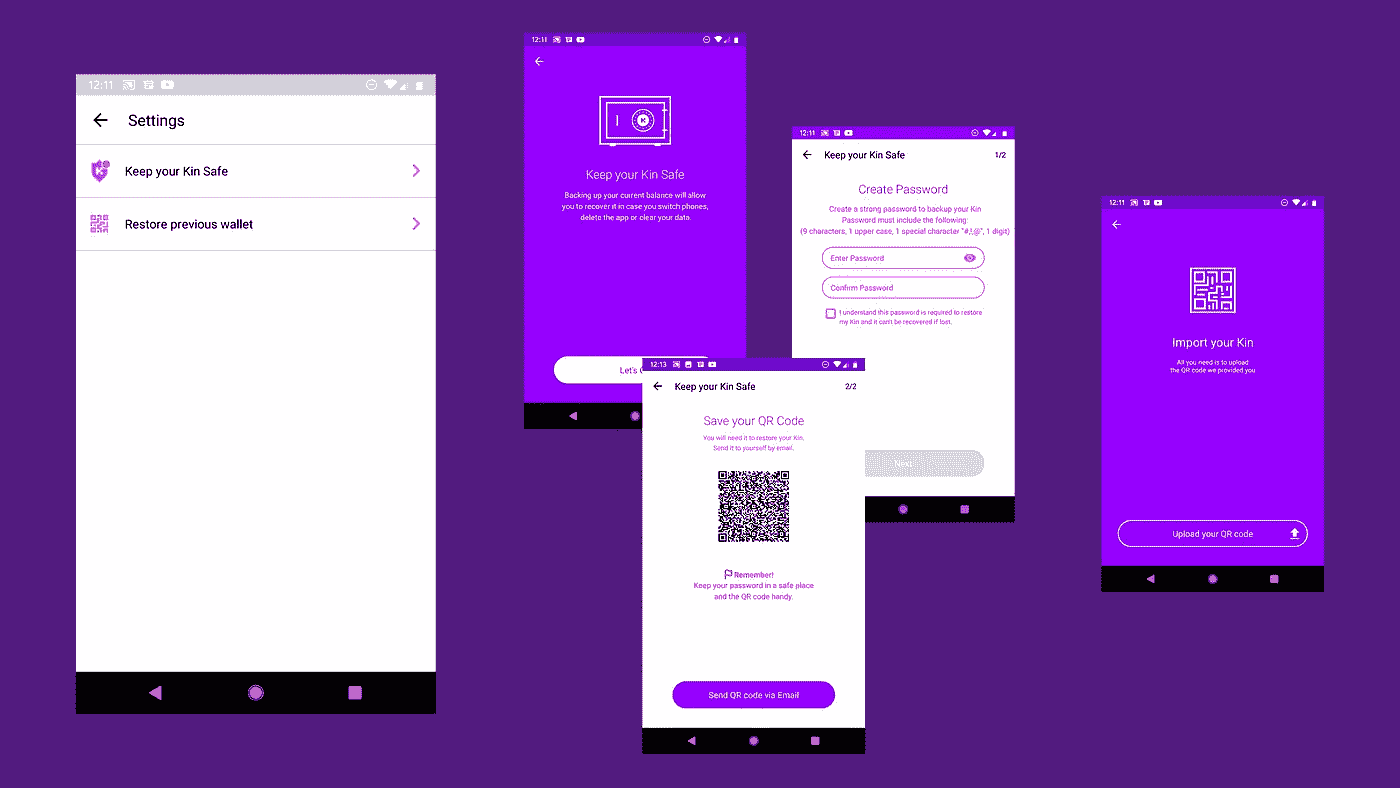 12:11
Settings
Keep your Kin Safe
Restore previous wallet
12:11
Keep your Kin Safe
Backing up your current balance will allow
you to recover it in case you switch phones,
delete the app or clear your data.
Let's
12:11
Keep your Kin Safe
1/2
Create Password
Create a strong password to backup your Kin
Password must include the following:
(9 characters, 1 upper case, 1 special character "#,!,@", 1 digit)
Enter Password
Confirm Password
I understand this password is required to restore
my Kin and it can't be recovered if lost.
Next
12:13
Keep your Kin Safe
2/2
Save your QR Code
You will need it to restore your Kin.
Send it to yourself by email.
Remember!
Keep your password in a safe place
and the QR code handy.
Send QR code via Email
12:11
Import your Kin
All you need is to upload
the QR code we provided you
Upload your QR code